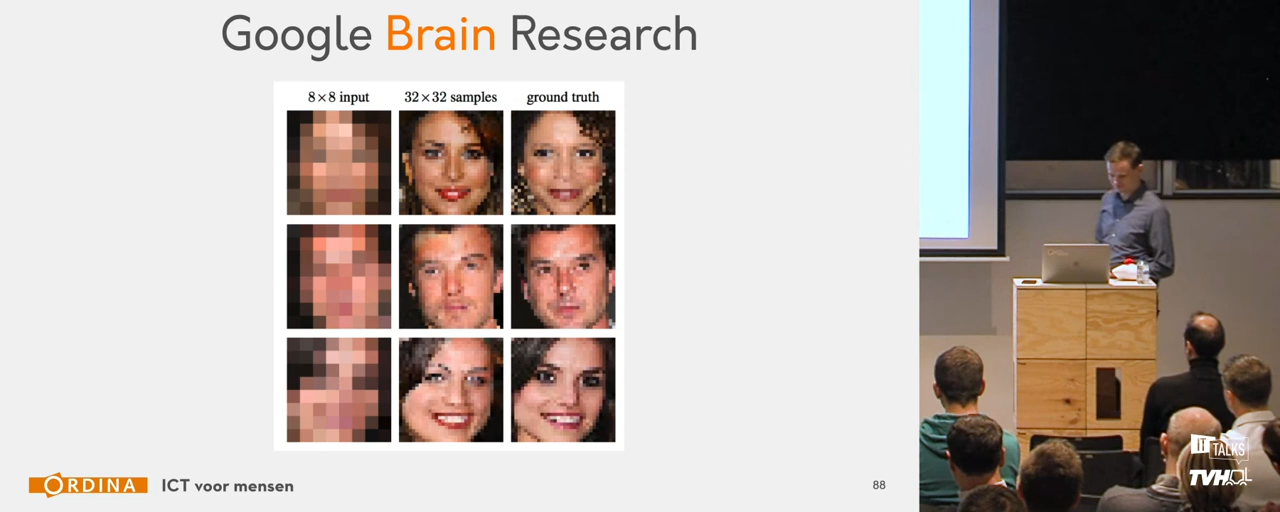 Google Brain Research
8×8 input
32×32 samples
ground truth
ORDINA
ICT voor mensen
88
IT TALKS
TVH